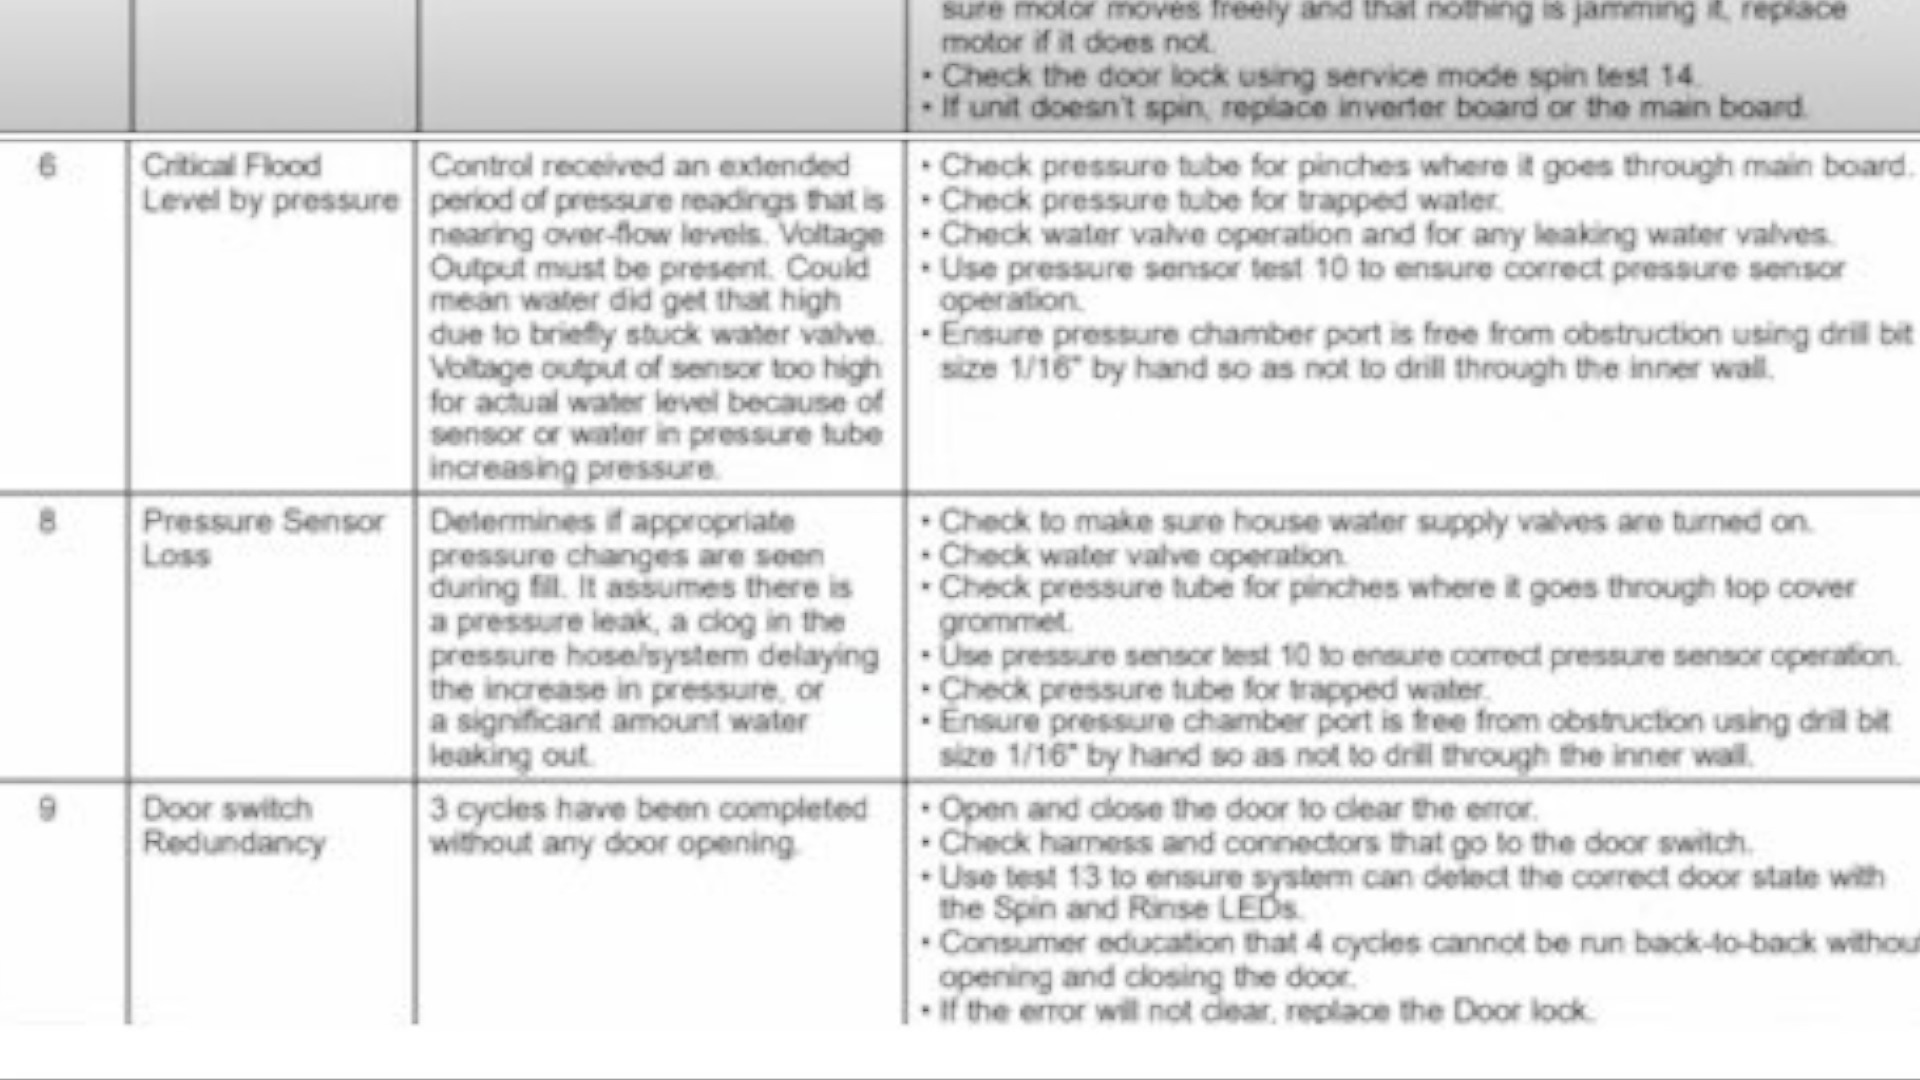 sure motor moves freely and that nothing is jamming it, replace
motor if it does not.
• Check the door lock using service mode spin test 14.
• If unit doesn't spin, replace inverter board or the main board.
6
Critical Flood
Level by pressure
Control received an extended
period of pressure readings that is
nearing over-flow levels. Voltage
Output must be present. Could
mean water did get that high
due to briefly stuck water valve.
Voltage output of sensor too high
for actual water level because of
sensor or water in pressure tube
increasing pressure.
• Check pressure tube for pinches where it goes through main board.
• Check pressure tube for trapped water.
• Check water valve operation and for any leaking water valves.
• Use pressure sensor test 10 to ensure correct pressure sensor
operation.
• Ensure pressure chamber port is free from obstruction using drill bit
size 1/16" by hand so as not to drill through the inner wall.
8
Pressure Sensor
Loss
Determines if appropriate
pressure changes are seen
during fill. It assumes there is
a pressure leak, a clog in the
pressure hose/system delaying
the increase in pressure, or
a significant amount water
leaking out.
• Check to make sure house water supply valves are turned on.
• Check water valve operation.
• Check pressure tube for pinches where it goes through top cover
grommet.
• Use pressure sensor test 10 to ensure correct pressure sensor operation.
• Check pressure tube for trapped water.
• Ensure pressure chamber port is free from obstruction using drill bit
size 1/16" by hand so as not to drill through the inner wall.
9
Door switch
Redundancy
3 cycles have been completed
without any door opening.
• Open and close the door to clear the error.
• Check harness and connectors that go to the door switch.
• Use test 13 to ensure system can detect the correct door state with
the Spin and Rinse LEDs.
• Consumer education that 4 cycles cannot be run back-to-back without
opening and closing the door.
• If the error will not clear, replace the Door lock.